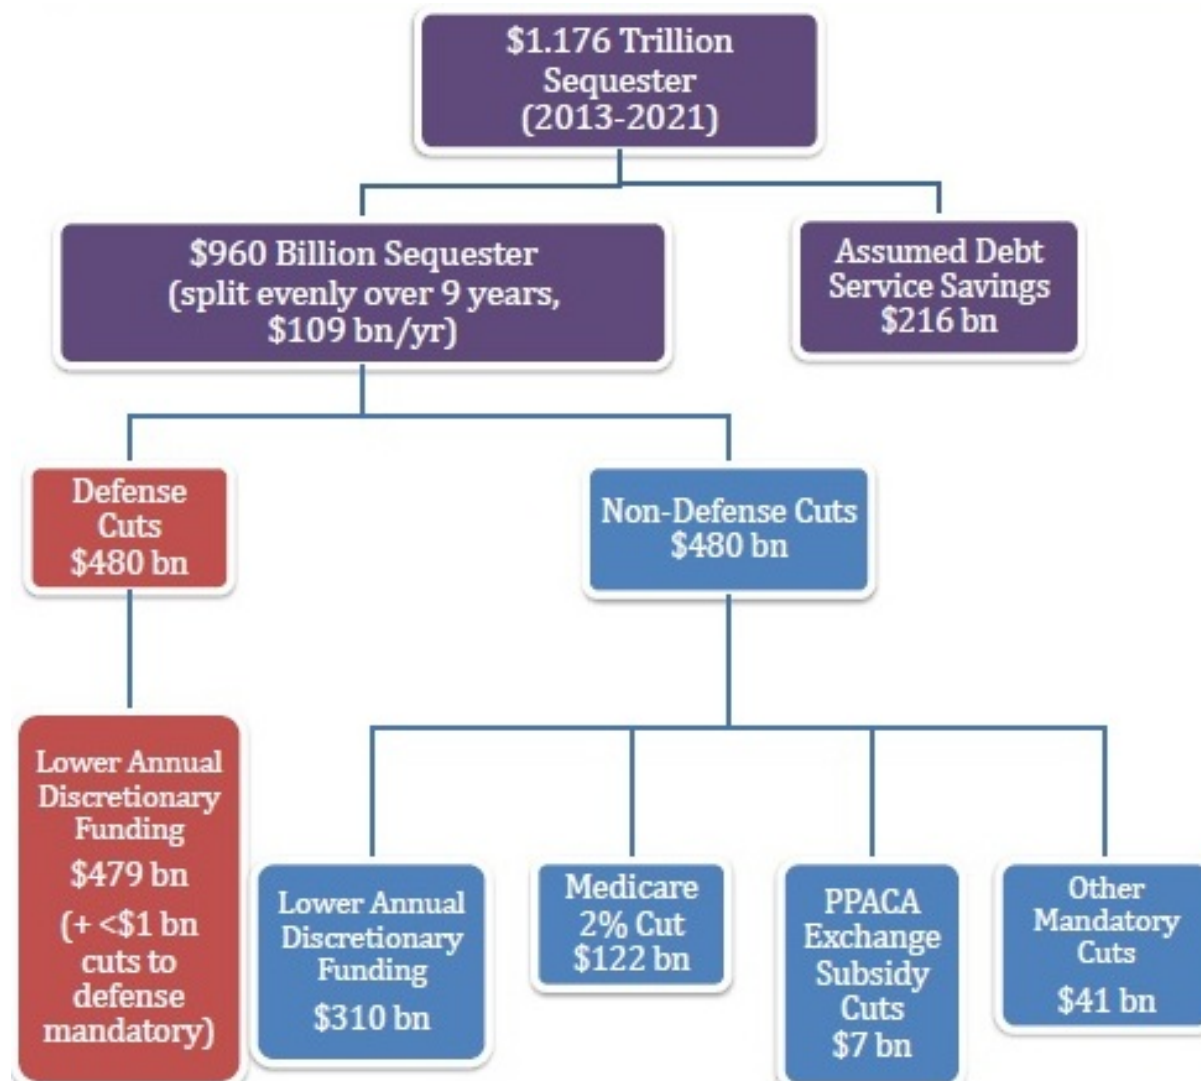 $1.176 Trillion
Sequester
(2013-2021)
$960 Billion Sequester
(split evenly over 9 years,
$109 bn/yr)
Assumed Debt
Service Savings
$216 bn
Defense
Cuts
$480 bn
Non-Defense Cuts
$480 bn
Lower Annual
Discretionary
Funding
$479 bn
(+ <$1 bn
cuts to
defense
mandatory)
Lower Annual
Discretionary
Funding
$310 bn
Medicare
2% Cut
$122 bn
PPACA
Exchange
Subsidy
Cuts
$7 bn
Other
Mandatory
Cuts
$41 bn